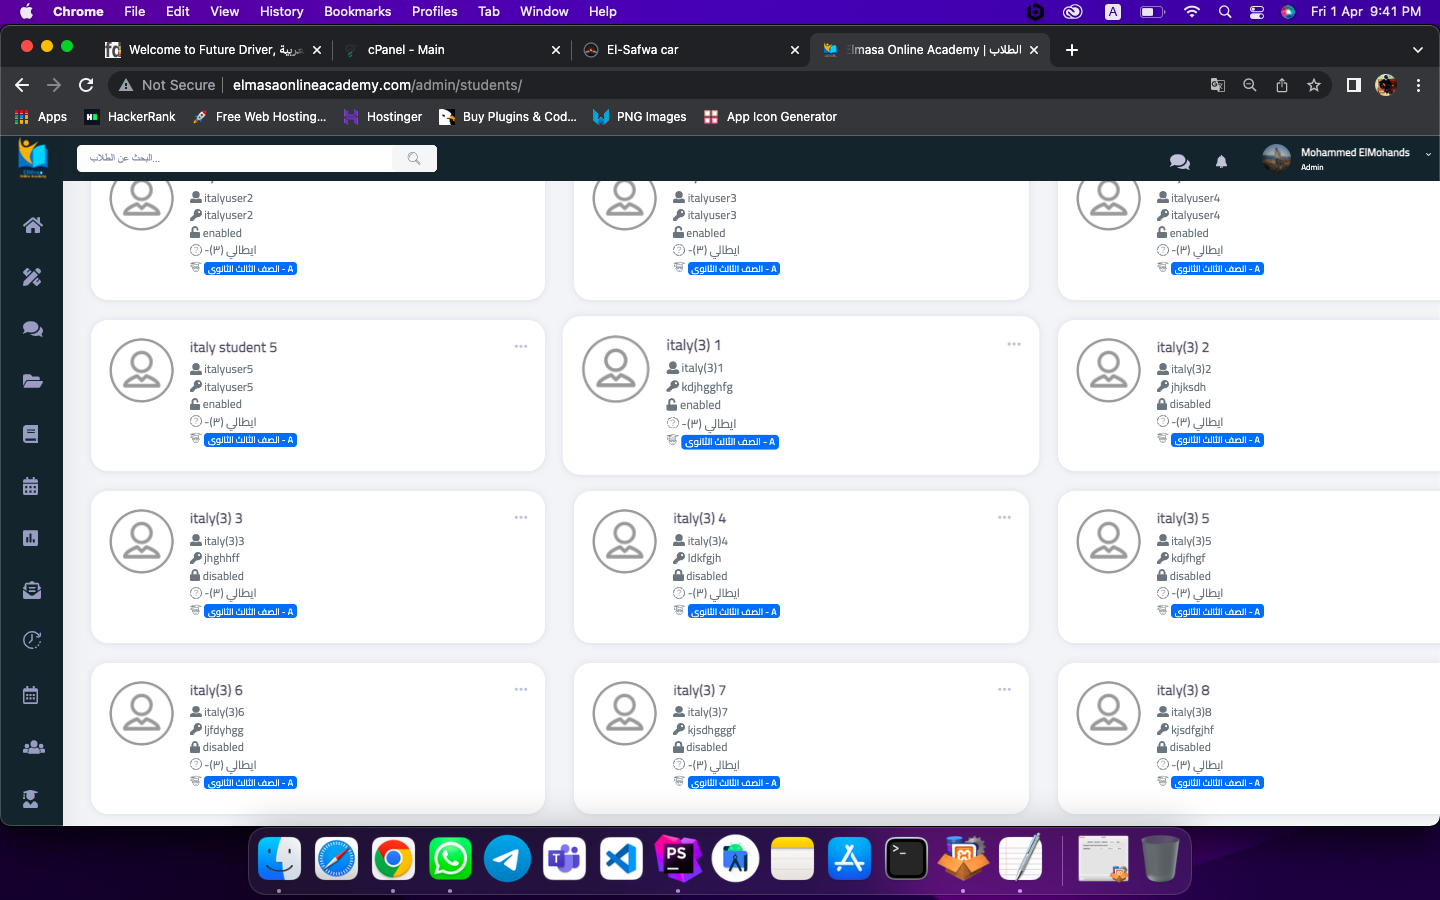 Chrome File Edit View History Bookmarks Profiles Tab Window Help A Fri 1 Apr 9:41 PM
Welcome to Future Driver, عربية
cPanel - Main
El-Safwa car
Elmasa Online Academy | الطلاب
Not Secure elmasaonlineacademy.com/admin/students/
Apps HackerRank Free Web Hosting... Hostinger Buy Plugins & Cod... PNG Images App Icon Generator
البحث عن الطلاب...
Mohammed ElMohands
Admin
italyuser2
italyuser2
enabled
ايطالي (٣)-
A - الصف الثالث الثانوي
italyuser3
italyuser3
enabled
ايطالي (٣)-
A - الصف الثالث الثانوي
italyuser4
italyuser4
enabled
ايطالي (٣)-
A - الصف الثالث الثانوي
italy student 5
italyuser5
italyuser5
enabled
ايطالي (٣)-
A - الصف الثالث الثانوي
italy(3) 1
italy(3)1
kdjhgghfg
enabled
ايطالي (٣)-
A - الصف الثالث الثانوي
italy(3) 2
italy(3)2
jhjksdh
disabled
ايطالي (٣)-
A - الصف الثالث الثانوي
italy(3) 3
italy(3)3
jhghhff
disabled
ايطالي (٣)-
A - الصف الثالث الثانوي
italy(3) 4
italy(3)4
ldkfgjh
disabled
ايطالي (٣)-
A - الصف الثالث الثانوي
italy(3) 5
italy(3)5
kdjfhgf
disabled
ايطالي (٣)-
A - الصف الثالث الثانوي
italy(3) 6
italy(3)6
ljfdyhgg
disabled
ايطالي (٣)-
A - الصف الثالث الثانوي
italy(3) 7
italy(3)7
kjsdhgggf
disabled
ايطالي (٣)-
A - الصف الثالث الثانوي
italy(3) 8
italy(3)8
kjsdfgjhf
disabled
ايطالي (٣)-
A - الصف الثالث الثانوي
PS